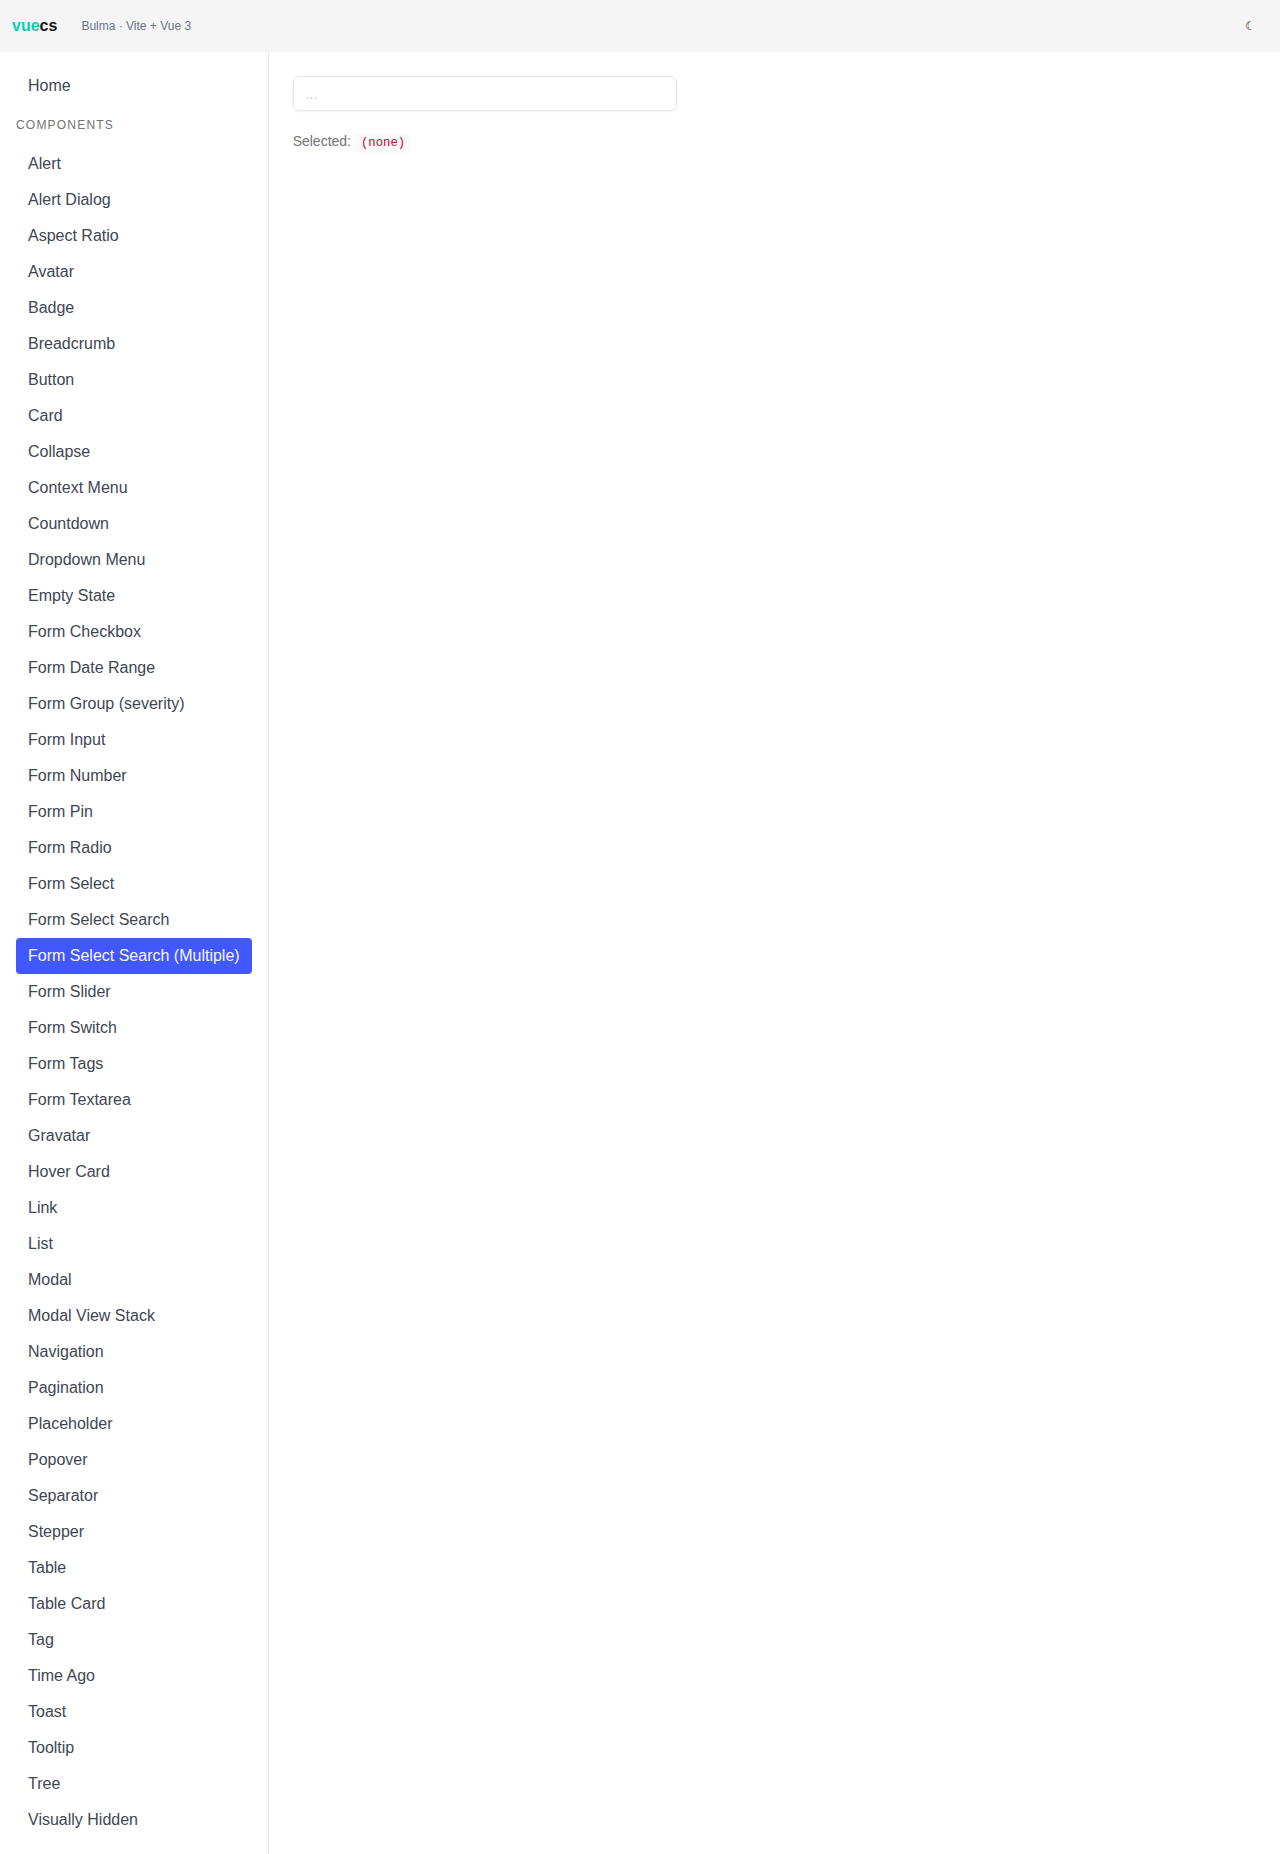 vuecs Bulma · Vite + Vue 3 ☾
Home
COMPONENTS
Alert
Alert Dialog
Aspect Ratio
Avatar
Badge
Breadcrumb
Button
Card
Collapse
Context Menu
Countdown
Dropdown Menu
Empty State
Form Checkbox
Form Date Range
Form Group (severity)
Form Input
Form Number
Form Pin
Form Radio
Form Select
Form Select Search
Form Select Search (Multiple)
Form Slider
Form Switch
Form Tags
Form Textarea
Gravatar
Hover Card
Link
List
Modal
Modal View Stack
Navigation
Pagination
Placeholder
Popover
Separator
Stepper
Table
Table Card
Tag
Time Ago
Toast
Tooltip
Tree
Visually Hidden
...
Selected: (none)